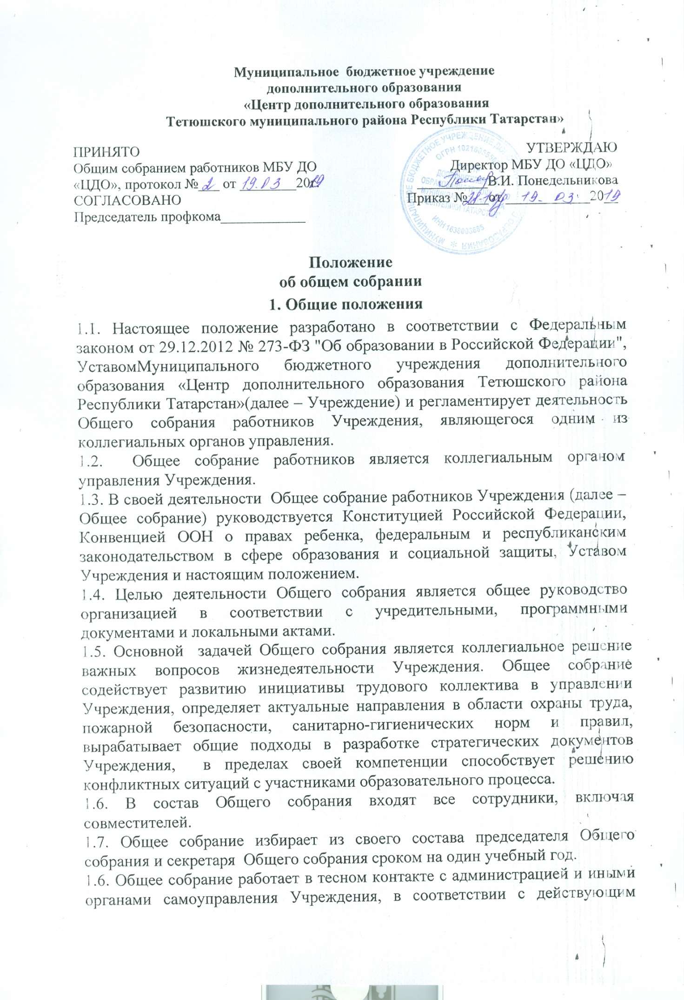 Муниципальное бюджетное учреждение
дополнительного образования
«Центр дополнительного образования
Тетюшского муниципального района Республики Татарстан»
ПРИНЯТО
Общим собранием работников МБУ ДО
«ЦДО», протокол № 2 от 19.03 2019
СОГЛАСОВАНО
Председатель профкома____________
УТВЕРЖДАЮ
Директор МБУ ДО «ЦДО»
__________В.И. Понедельникова
Приказ № от 19. 03. 2019
МУНИЦИПАЛЬНОЕ БЮДЖЕТНОЕ УЧРЕЖДЕНИЕ
ИНН 1638003685
Положение
об общем собрании
1. Общие положения
1.1. Настоящее положение разработано в соответствии с Федеральным
законом от 29.12.2012 № 273-ФЗ "Об образовании в Российской Федерации",
УставомМуниципального бюджетного учреждения дополнительного
образования «Центр дополнительного образования Тетюшского района
Республики Татарстан»(далее – Учреждение) и регламентирует деятельность
Общего собрания работников Учреждения, являющегося одним из
коллегиальных органов управления.
1.2. Общее собрание работников является коллегиальным органом
управления Учреждения.
1.3. В своей деятельности Общее собрание работников Учреждения (далее –
Общее собрание) руководствуется Конституцией Российской Федерации,
Конвенцией ООН о правах ребенка, федеральным и республиканским
законодательством в сфере образования и социальной защиты, Уставом
Учреждения и настоящим положением.
1.4. Целью деятельности Общего собрания является общее руководство
организацией в соответствии с учредительными, программными
документами и локальными актами.
1.5. Основной задачей Общего собрания является коллегиальное решение
важных вопросов жизнедеятельности Учреждения. Общее собрание
содействует развитию инициативы трудового коллектива в управлении
Учреждения, определяет актуальные направления в области охраны труда,
пожарной безопасности, санитарно-гигиенических норм и правил,
вырабатывает общие подходы в разработке стратегических документов
Учреждения, в пределах своей компетенции способствует решению
конфликтных ситуаций с участниками образовательного процесса.
1.6. В состав Общего собрания входят все сотрудники, включая
совместителей.
1.7. Общее собрание избирает из своего состава председателя Общего
собрания и секретаря Общего собрания сроком на один учебный год.
1.6. Общее собрание работает в тесном контакте с администрацией и иными
органами самоуправления Учреждения, в соответствии с действующим